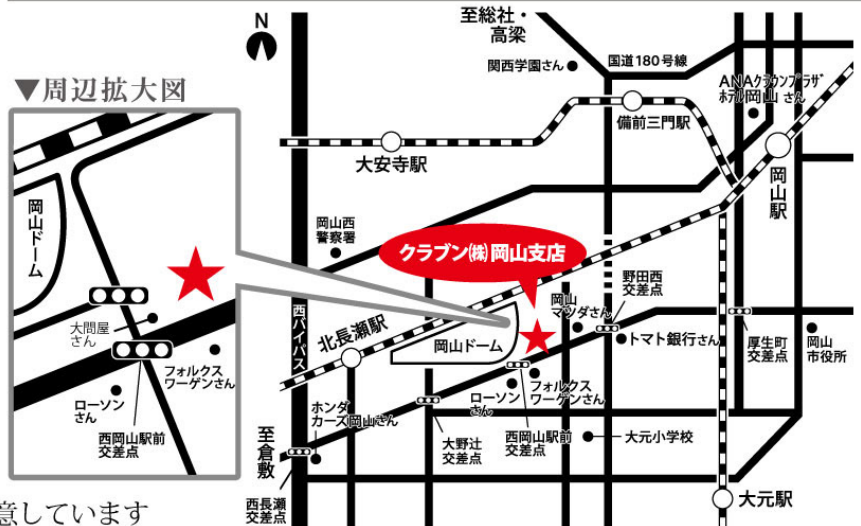 N
至総社・
高梁
国道180号線
関西学園さん
ANAクラウンプラザ
ホテル岡山 さん
▼周辺拡大図
備前三門駅
大安寺駅
岡山駅
岡山ドーム
岡山西
警察署
クラブン㈱岡山支店
野田西
交差点
岡山
マツダさん
西バイパス
北長瀬駅
岡山ドーム
トマト銀行さん
厚生町
交差点
岡山
市役所
大問屋
さん
フォルクス
ワーゲンさん
ローソン
さん
西岡山駅前
交差点
フォルクス
ワーゲンさん
ローソン
さん
ホンダ
カーズ岡山さん
至倉敷
大野辻
交差点
西岡山駅前
交差点
大元小学校
西長瀬
交差点
大元駅
意しています